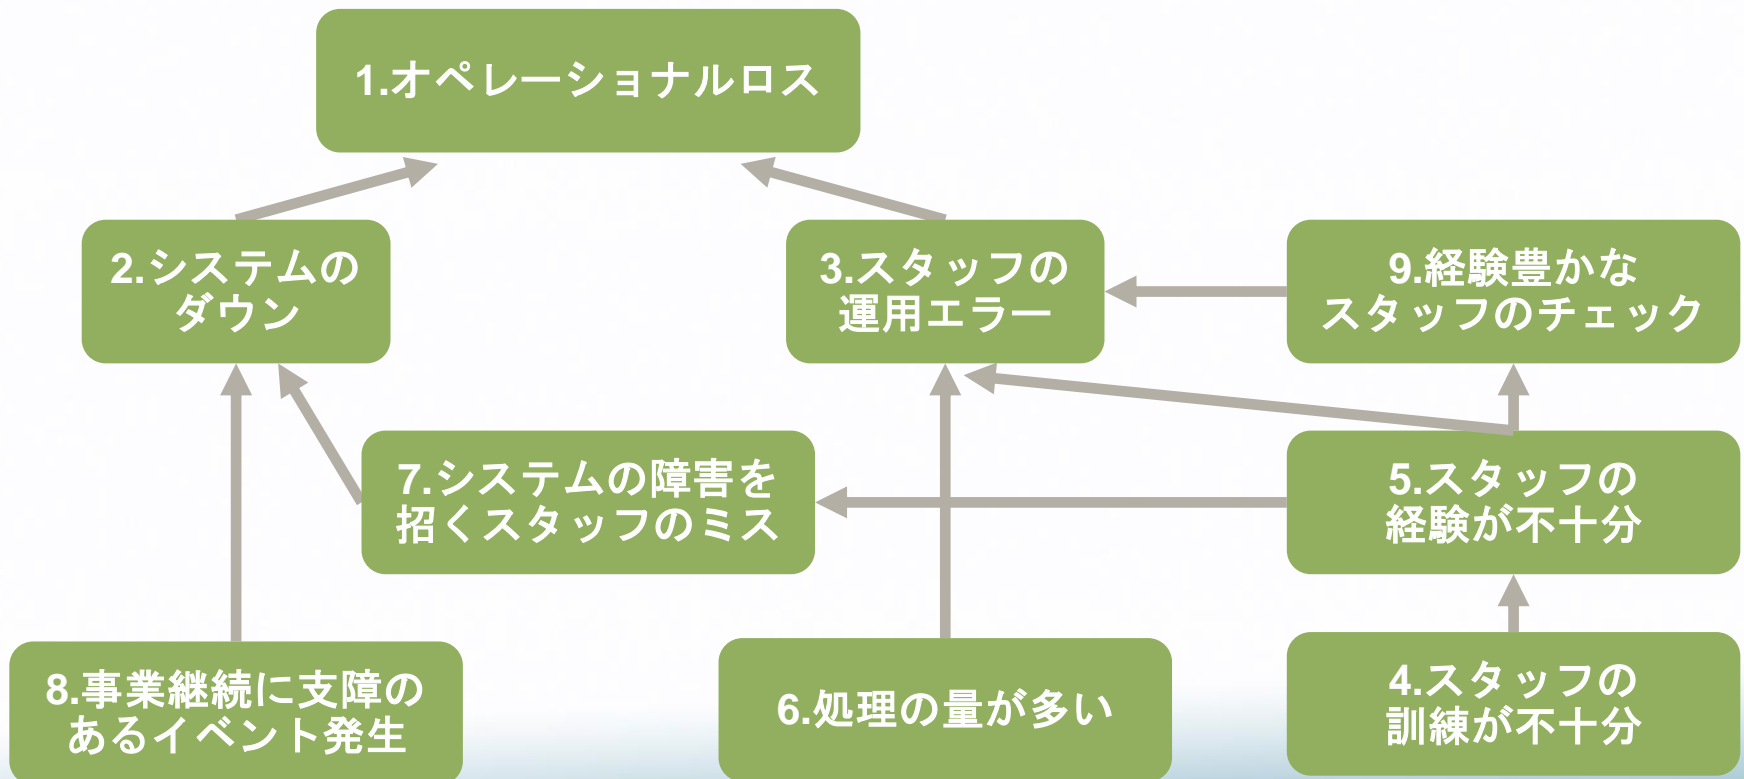 1.オペレーショナルロス
2.システムの
ダウン
3.スタッフの
運用エラー
9.経験豊かな
スタッフのチェック
7.システムの障害を
招くスタッフのミス
5.スタッフの
経験が不十分
8.事業継続に支障の
あるイベント発生
6.処理の量が多い
4.スタッフの
訓練が不十分